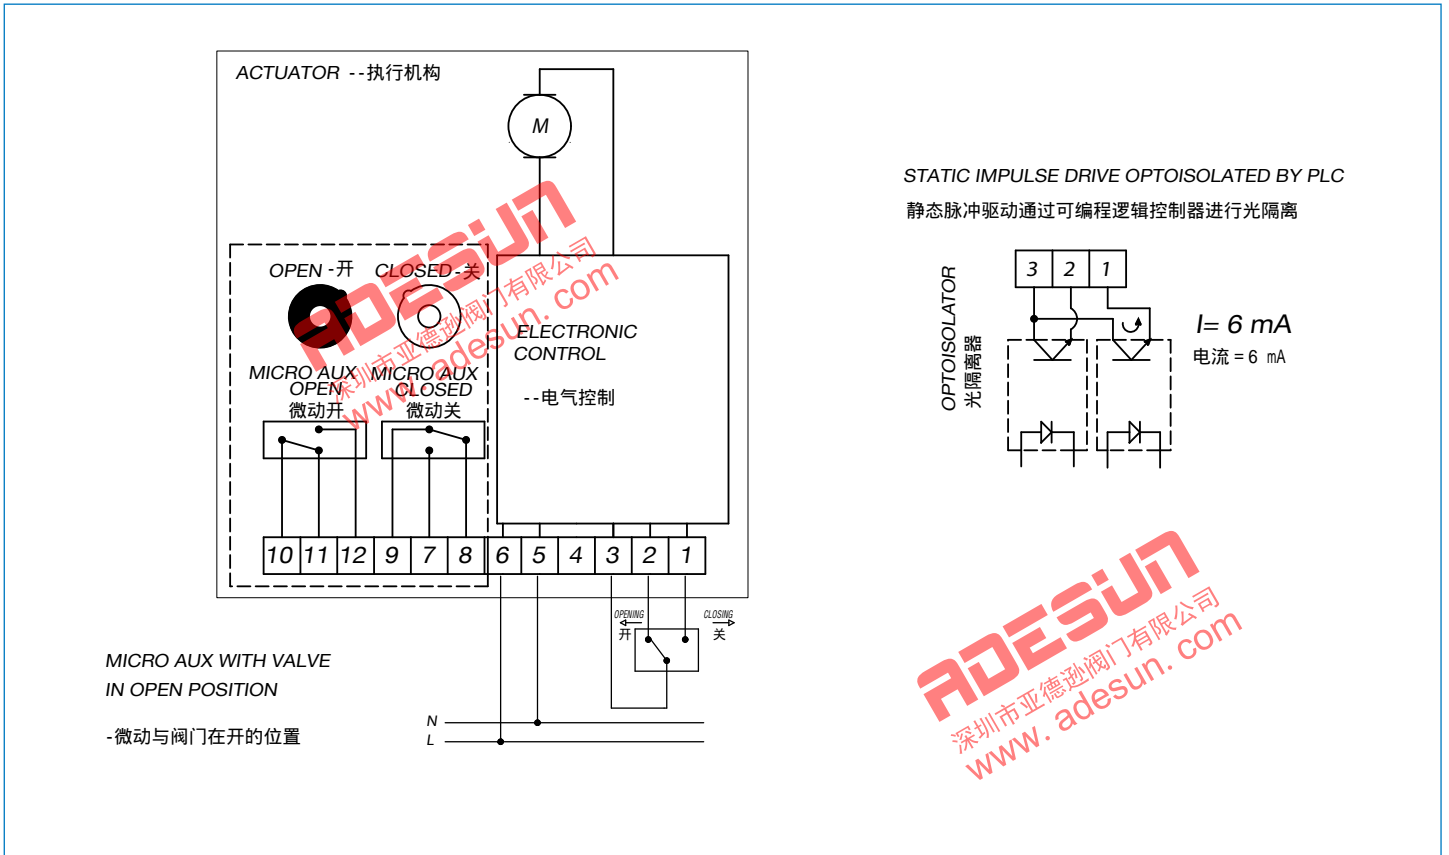 ACTUATOR --执行机构
M
OPEN -开
CLOSED-关
MICRO AUX
OPEN
微动开
MICRO AUX
CLOSED
微动关
ELECTRONIC
CONTROL
--电气控制
10 11 12 9 7 8 6 5 4 3 2 1
OPENING
开
CLOSING
关
MICRO AUX WITH VALVE
IN OPEN POSITION
-微动与阀门在开的位置
N
L
STATIC IMPULSE DRIVE OPTOISOLATED BY PLC
静态脉冲驱动通过可编程逻辑控制器进行光隔离
3 2 1
OPTOISOLATOR
光隔离器
I= 6 mA
电流 = 6 mA
ADESUN
深圳市亚德逊阀门有限公司
www. adesun. com
ADESUN
深圳市亚德逊阀门有限公司
www. adesun. com